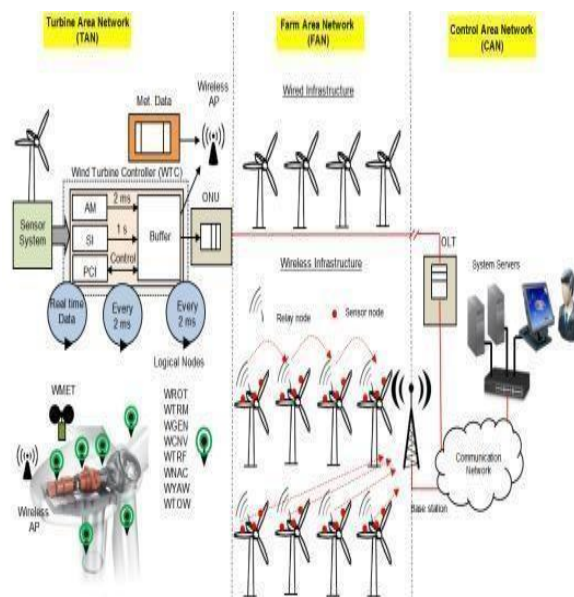 Turbine Area Network
(TAN)
Farm Area Network
(FAN)
Control Area Network
(CAN)
Wireless
AP
Met. Data
Wired Infrastructure
Wind Turbine Controller (WTC)
Sensor
System
AM
SI
PCI
2 ms
1 s
Control
Buffer
ONU
OLT
System Servers
Wireless Infrastructure
Real time
Data
Every
2 ms
Every
2 ms
Logical Nodes
Relay node
Sensor node
WMET
Wireless
AP
WROT
WTRM
WGEN
WCNV
WTRF
WNAC
WYAW
WTOW
Communication
Network
Base station